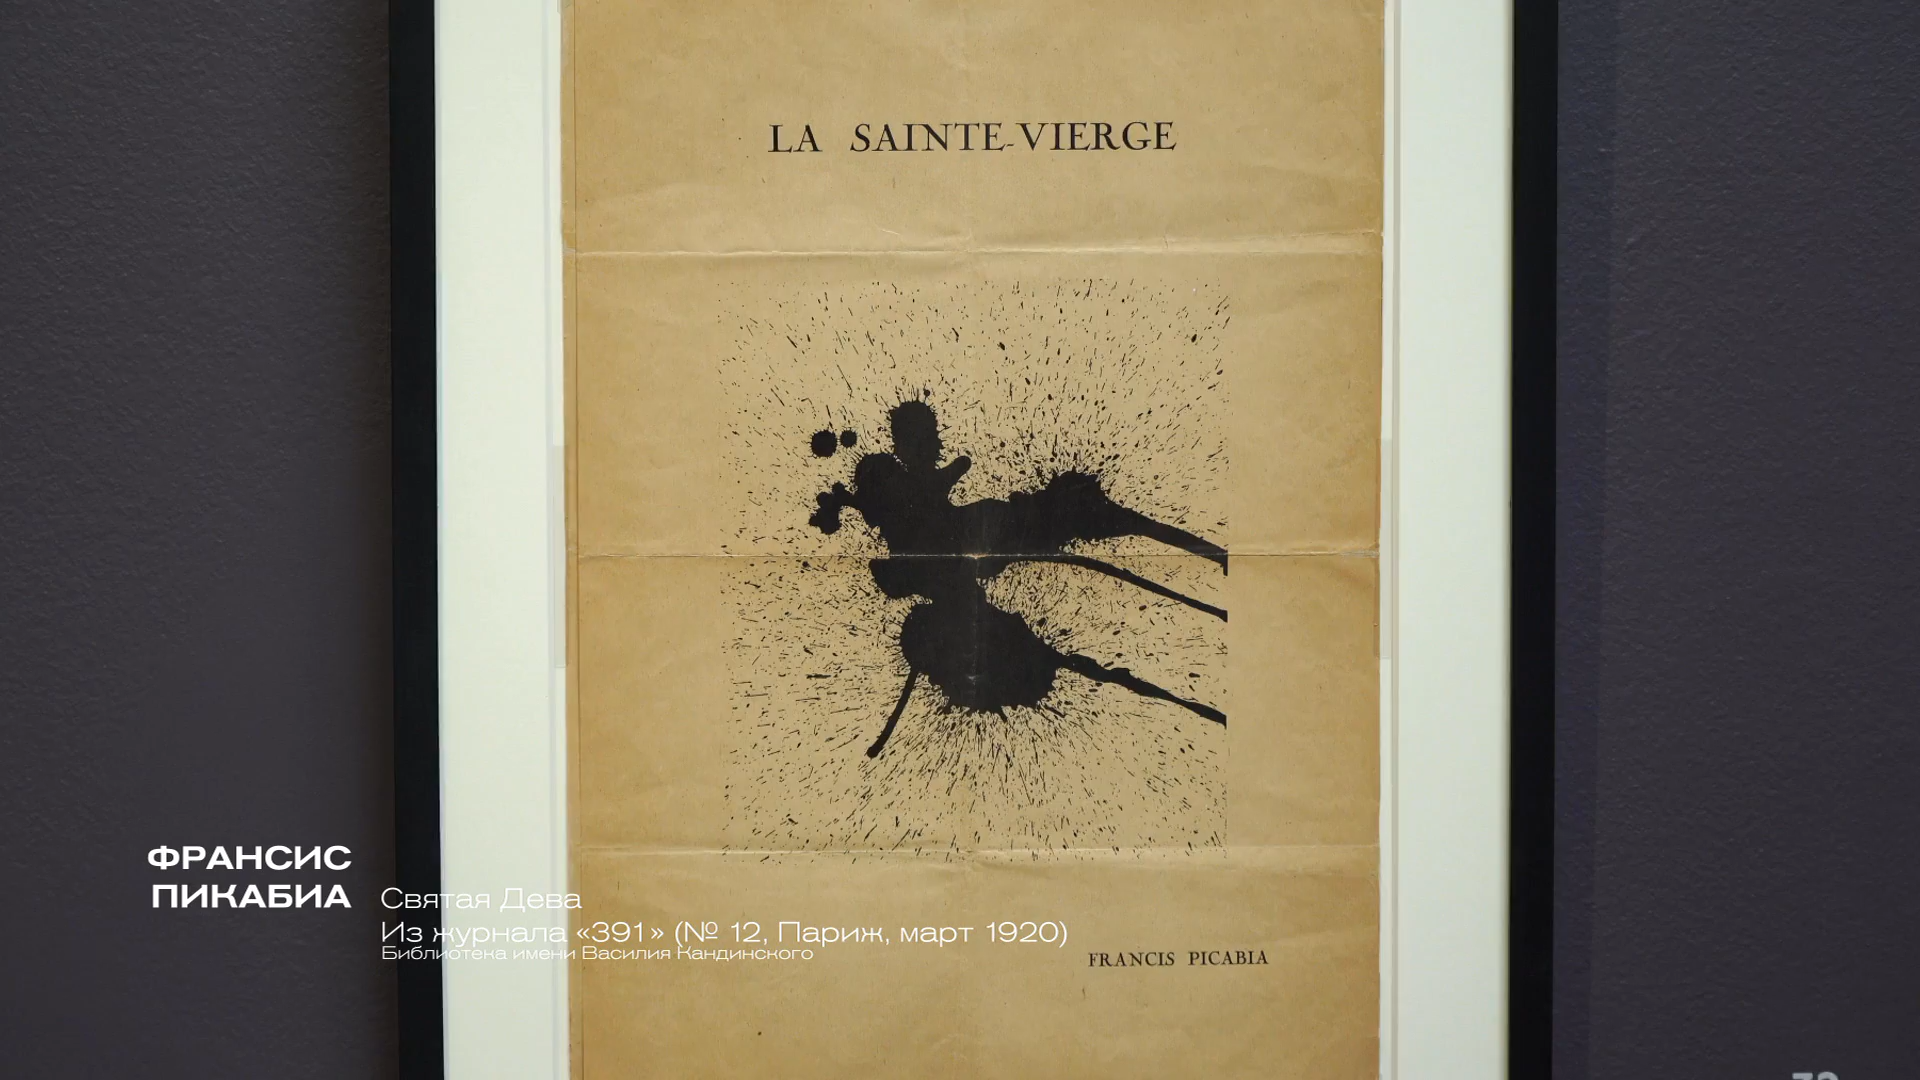 LA SAINTE-VIERGE
ФРАНСИС
ПИКАБИА
Святая Дева
Из журнала «391» (№ 12, Париж, март 1920)
Библиотека имени Василия Кандинского
FRANCIS PICABIA